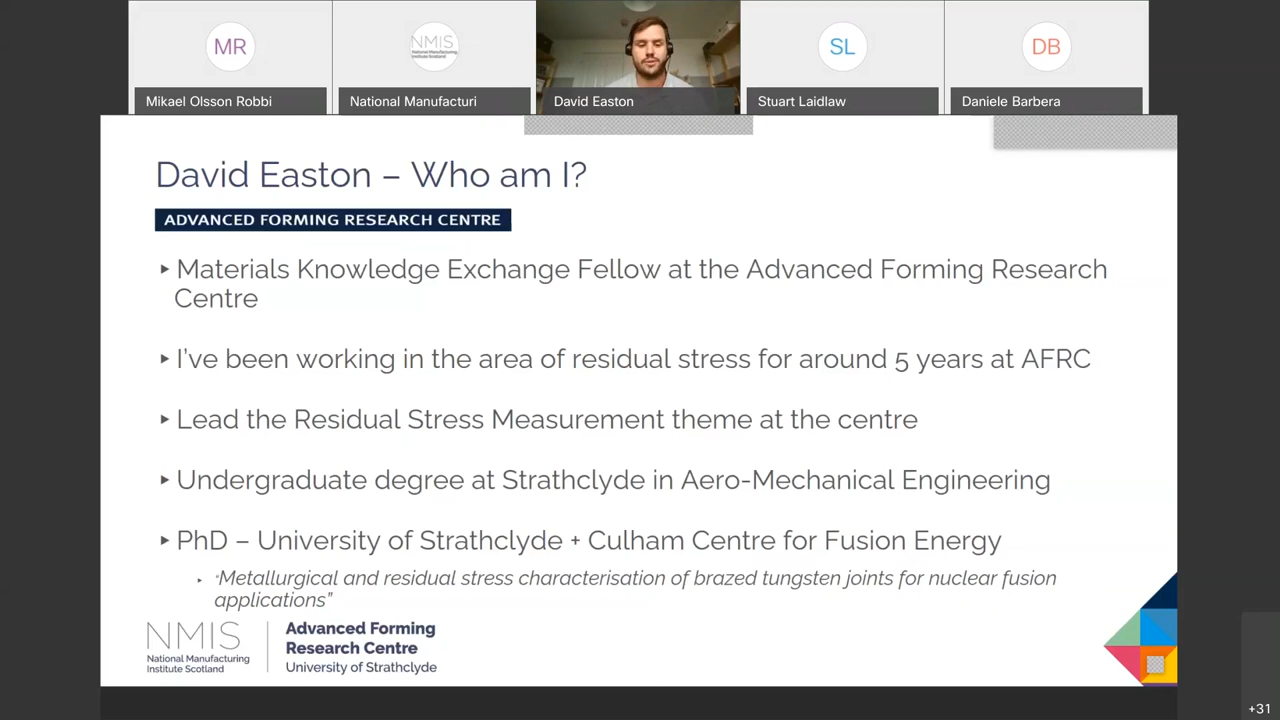 MR
NMIS
National Manufacturing
Institute Scotland
SL
DB
Mikael Olsson Robbi
National Manufacturi
David Easton
Stuart Laidlaw
Daniele Barbera
David Easton – Who am I?
ADVANCED FORMING RESEARCH CENTRE
Materials Knowledge Exchange Fellow at the Advanced Forming Research
Centre
I've been working in the area of residual stress for around 5 years at AFRC
Lead the Residual Stress Measurement theme at the centre
Undergraduate degree at Strathclyde in Aero-Mechanical Engineering
PhD – University of Strathclyde + Culham Centre for Fusion Energy
"Metallurgical and residual stress characterisation of brazed tungsten joints for nuclear fusion
applications"
NMIS
National Manufacturing
Institute Scotland
Advanced Forming
Research Centre
University of Strathclyde
+31